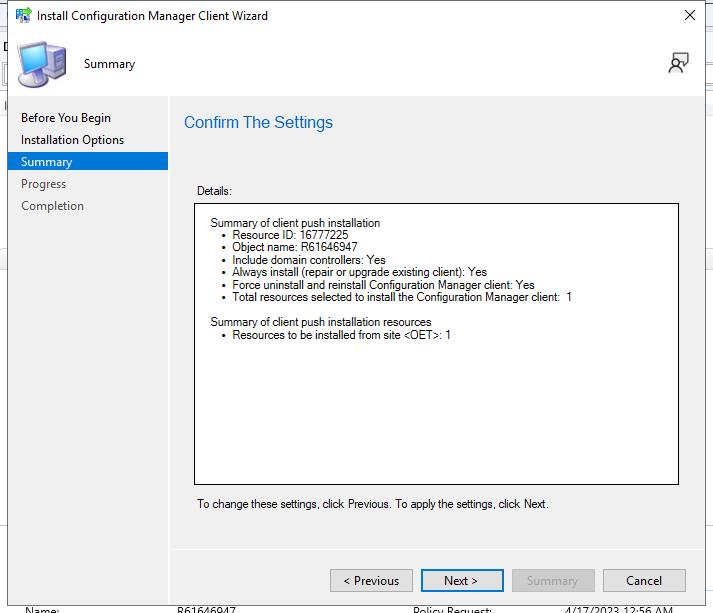 Install Configuration Manager Client Wizard
Summary
Before You Begin
Installation Options
Summary
Progress
Completion
Confirm The Settings
Details:
Summary of client push installation
• Resource ID: 16777225
• Object name: R61646947
• Include domain controllers: Yes
• Always install (repair or upgrade existing client): Yes
• Force uninstall and reinstall Configuration Manager client: Yes
• Total resources selected to install the Configuration Manager client: 1
Summary of client push installation resources
• Resources to be installed from site <OET>: 1
To change these settings, click Previous. To apply the settings, click Next.
< Previous
Next >
Summary
Cancel
Name: R61646947 Policy Request: 4/17/2023 12:56 AM